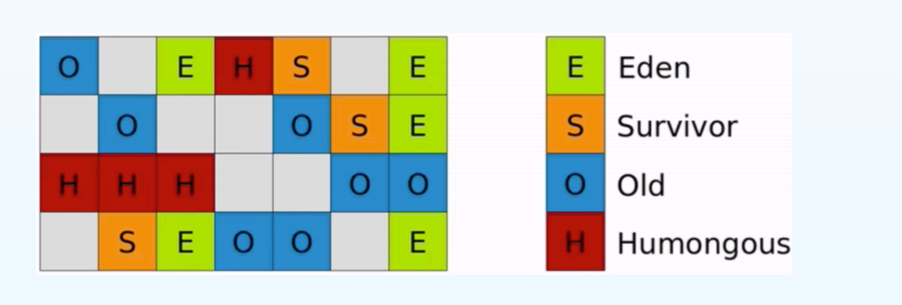 O E H S E E Eden
O O S E S Survivor
H H H O O O Old
S E O O E H Humongous